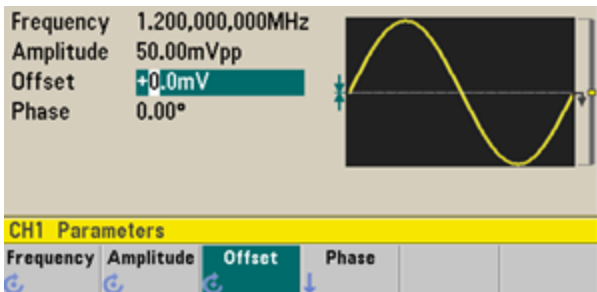 Frequency 1.200,000,000MHz
Amplitude 50.00mVpp
Offset +0.0mV
Phase 0.00°
CH1 Parameters
Frequency Amplitude Offset Phase